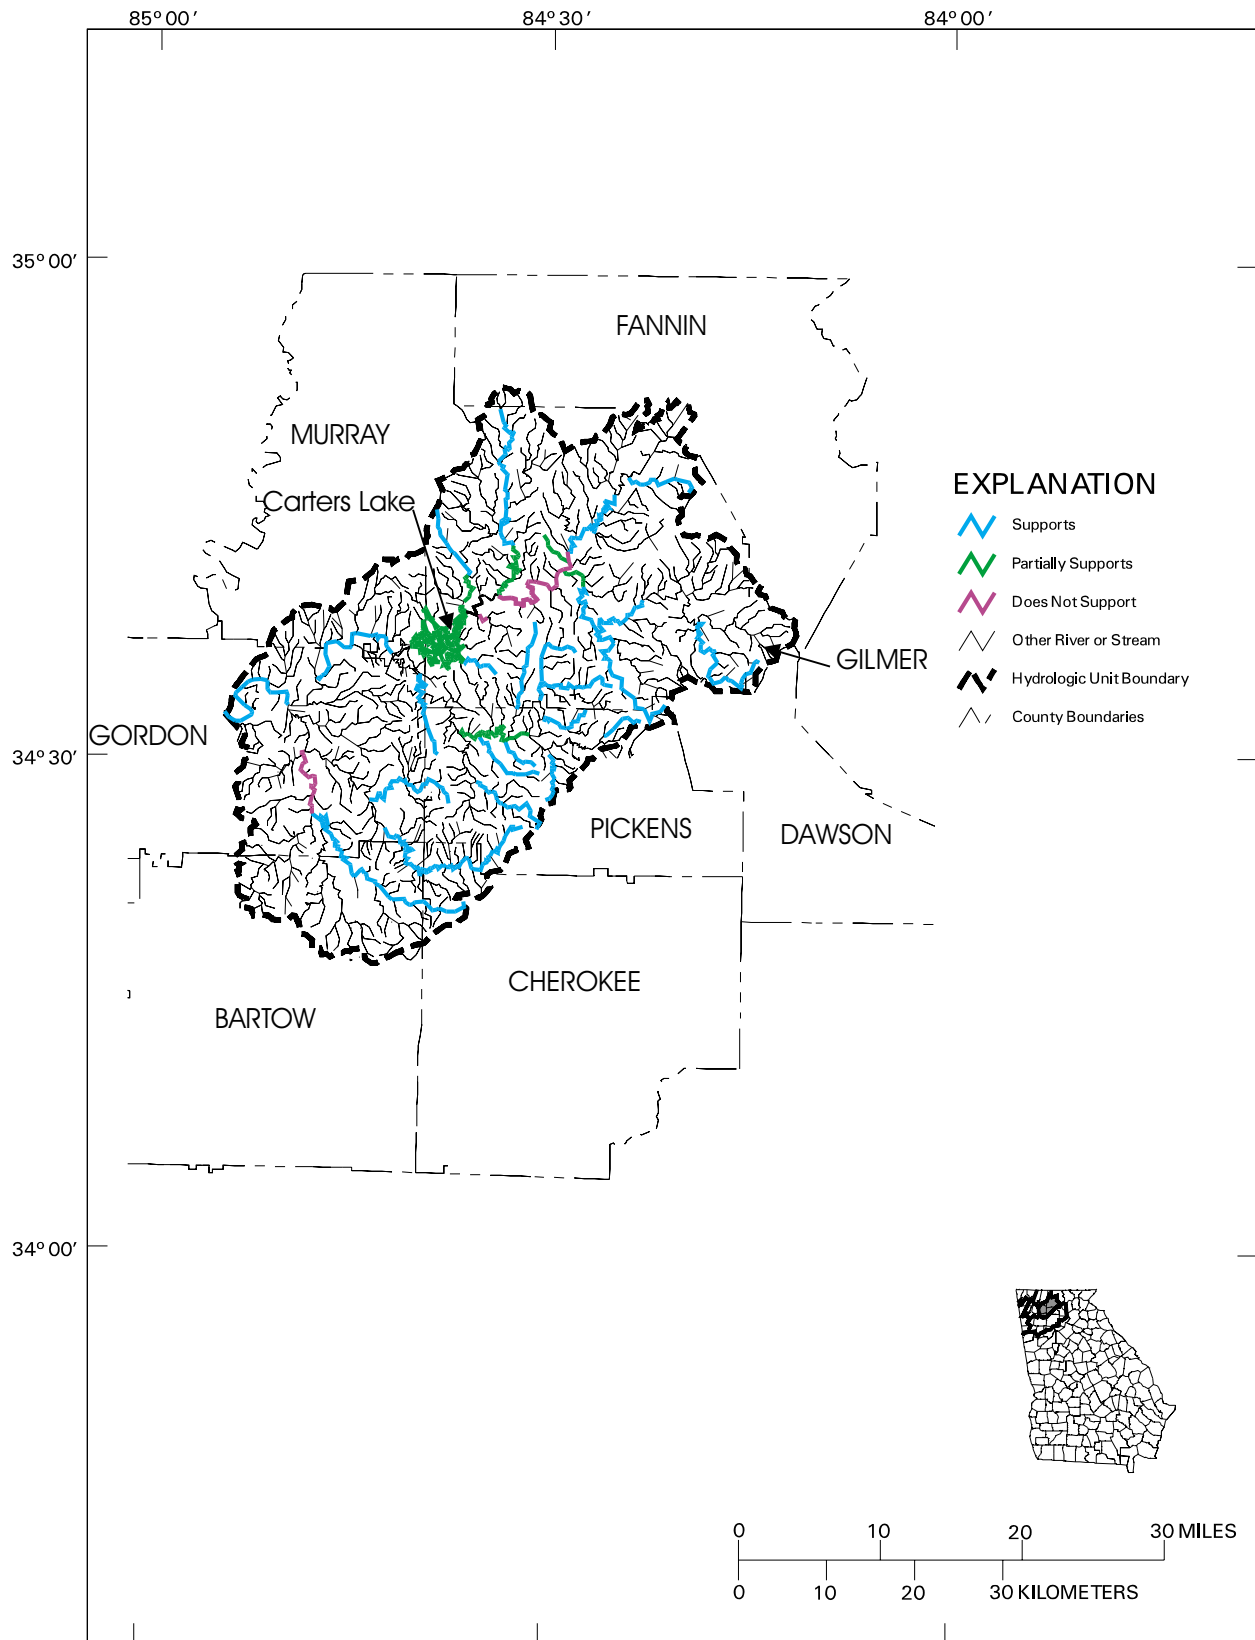 85° 00′ 84° 30′ 84° 00′
35° 00′
FANNIN
MURRAY
Carters Lake
EXPLANATION
Supports
Partially Supports
Does Not Support
Other River or Stream
GILMER
Hydrologic Unit Boundary
County Boundaries
GORDON
34° 30′
PICKENS
DAWSON
CHEROKEE
BARTOW
34° 00′
0 10 20 30 MILES
0 10 20 30 KILOMETERS